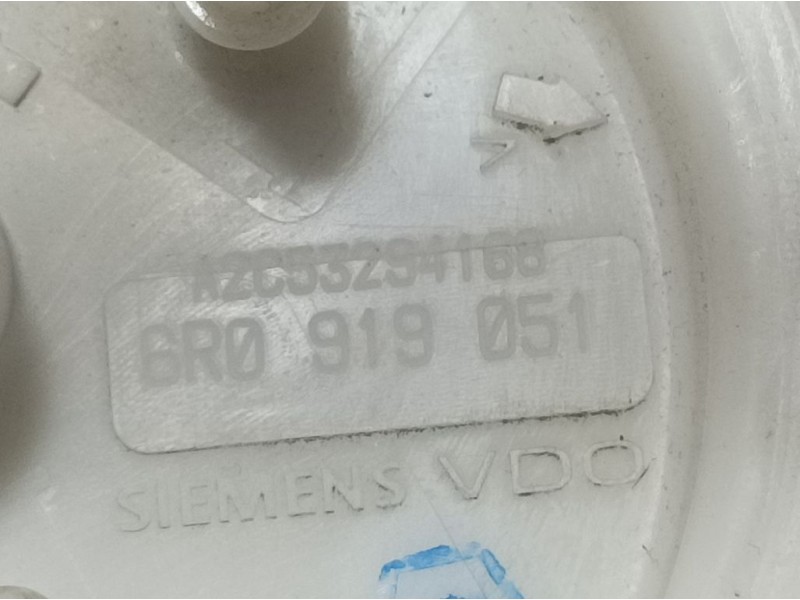 A2C53294168
6R0 919 051
SIEMENS VDO